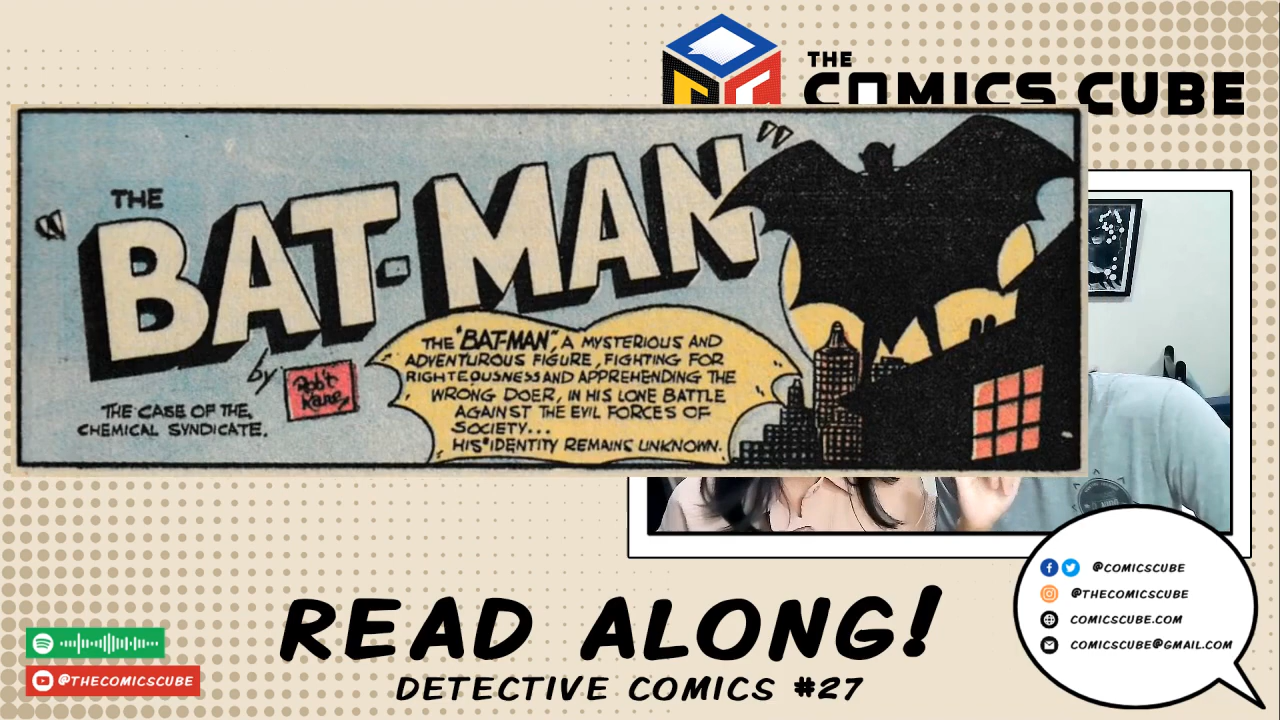 THE
COMICS CUBE
"THE
BAT-MAN"
by Rob't
Kane
THE CASE OF THE
CHEMICAL SYNDICATE.
THE "BAT-MAN", A MYSTERIOUS AND
ADVENTUROUS FIGURE, FIGHTING FOR
RIGHTEOUSNESS AND APPREHENDING THE
WRONG DOER, IN HIS LONE BATTLE
AGAINST THE EVIL FORCES OF
SOCIETY...
HIS IDENTITY REMAINS UNKNOWN.
READ ALONG!
DETECTIVE COMICS #27
@THECOMICSCUBE
@COMICSCUBE
@THECOMICSCUBE
COMICSCUBE.COM
COMICSCUBE@GMAIL.COM